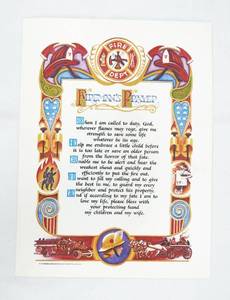 FIRE
DEPT
FIREMAN'S PRAYER
When I am called to duty, God,
wherever flames may rage, give me
strength to save some life
whatever be its age.
Help me embrace a little child before
it is too late or save an older person
from the horror of that fate.
Enable me to be alert and hear the
weakest shout and quickly and
efficiently to put the fire out.
I want to fill my calling and to give
the best in me, to guard my every
neighbor and protect his property.
And if according to my fate I am to
lose my life, please bless with
your protecting hand
my children and my wife.